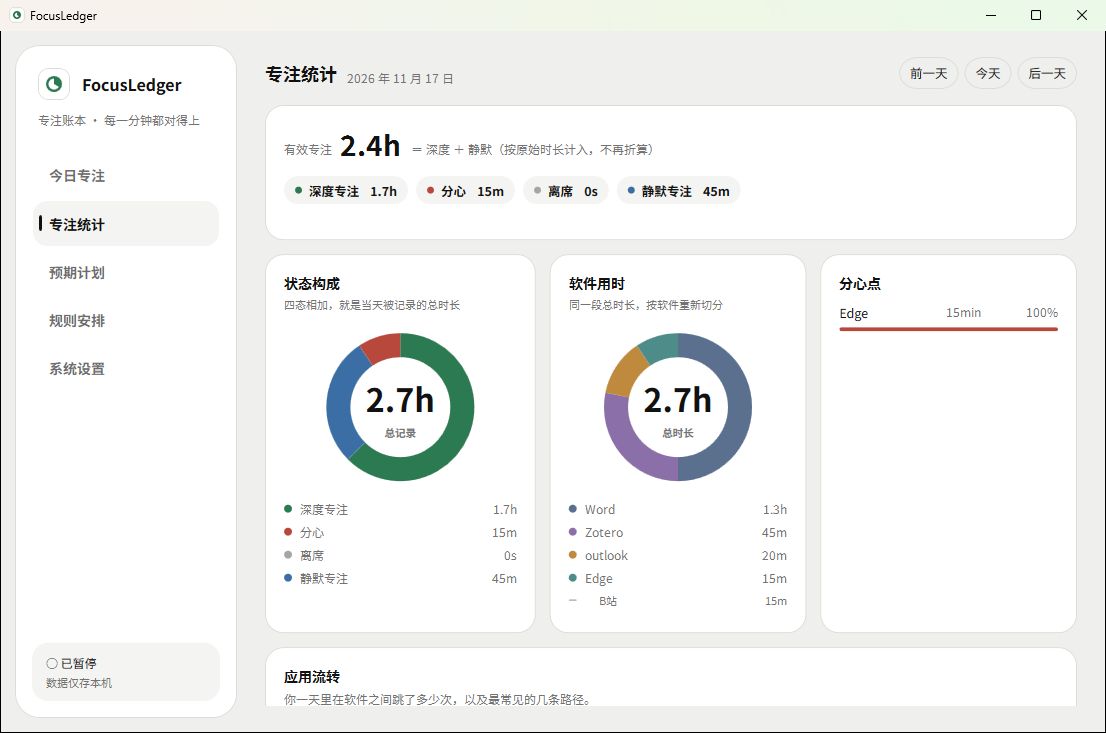 FocusLedger
FocusLedger
专注账本 · 每一分钟都对得上
今日专注
专注统计
预期计划
规则安排
系统设置
已暂停
数据仅存本机
专注统计 2026 年 11 月 17 日
前一天 今天 后一天
有效专注 2.4h ＝ 深度 ＋ 静默（按原始时长计入，不再折算）
深度专注 1.7h 分心 15m 离席 0s 静默专注 45m
状态构成
四态相加，就是当天被记录的总时长
2.7h
总记录
深度专注 1.7h
分心 15m
离席 0s
静默专注 45m
软件用时
同一段总时长，按软件重新切分
2.7h
总时长
Word 1.3h
Zotero 45m
outlook 20m
Edge 15m
– B站 15m
分心点
Edge 15min 100%
应用流转
你一天里在软件之间跳了多少次，以及最常见的几条路径。